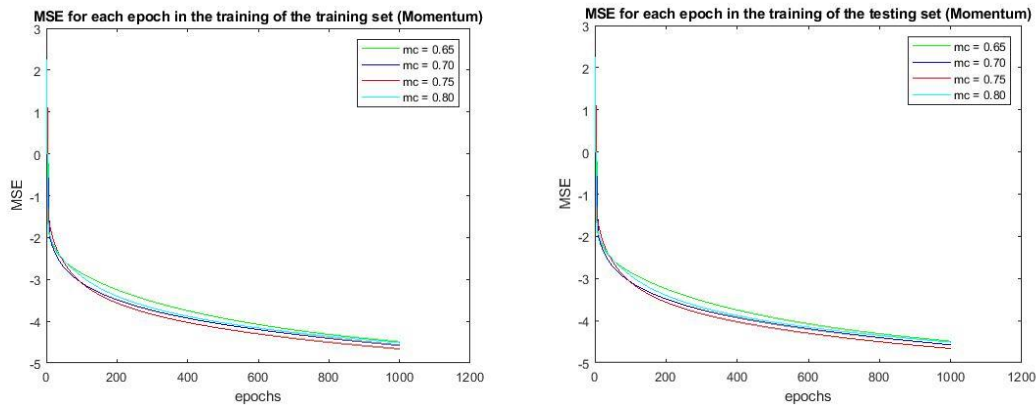 MSE for each epoch in the training of the training set (Momentum)
3
2
1
0
-1
-2
-3
-4
-5
MSE
0
200
400
600
800
1000
1200
epochs
mc = 0.65
mc = 0.70
mc = 0.75
mc = 0.80
MSE for each epoch in the training of the testing set (Momentum)
3
2
1
0
-1
-2
-3
-4
-5
MSE
0
200
400
600
800
1000
1200
epochs
mc = 0.65
mc = 0.70
mc = 0.75
mc = 0.80